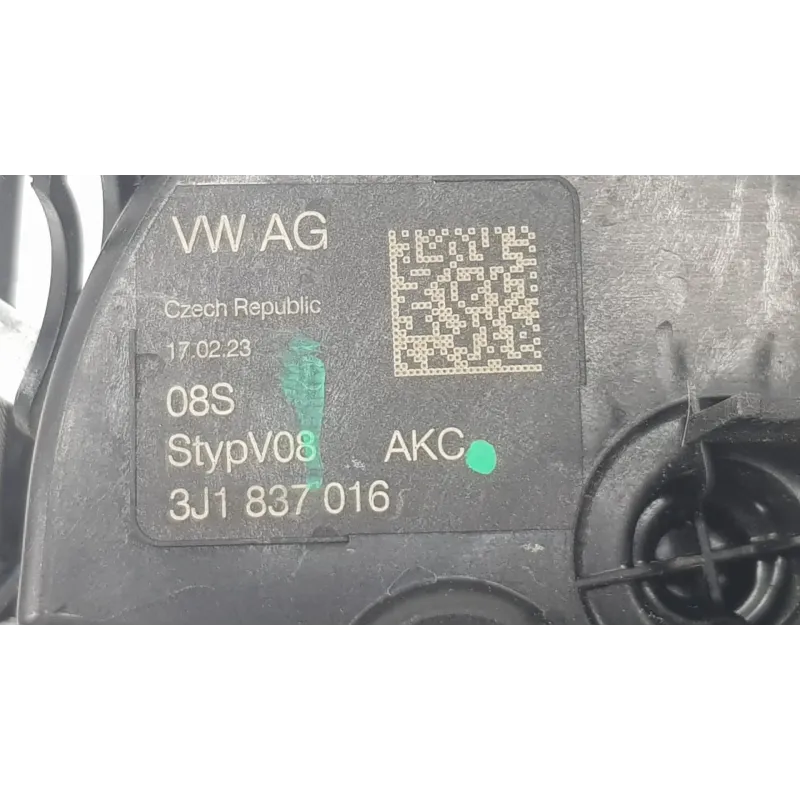 VW AG
Czech Republic
17.02.23
08S
StypV08 AKC
3J1 837 016